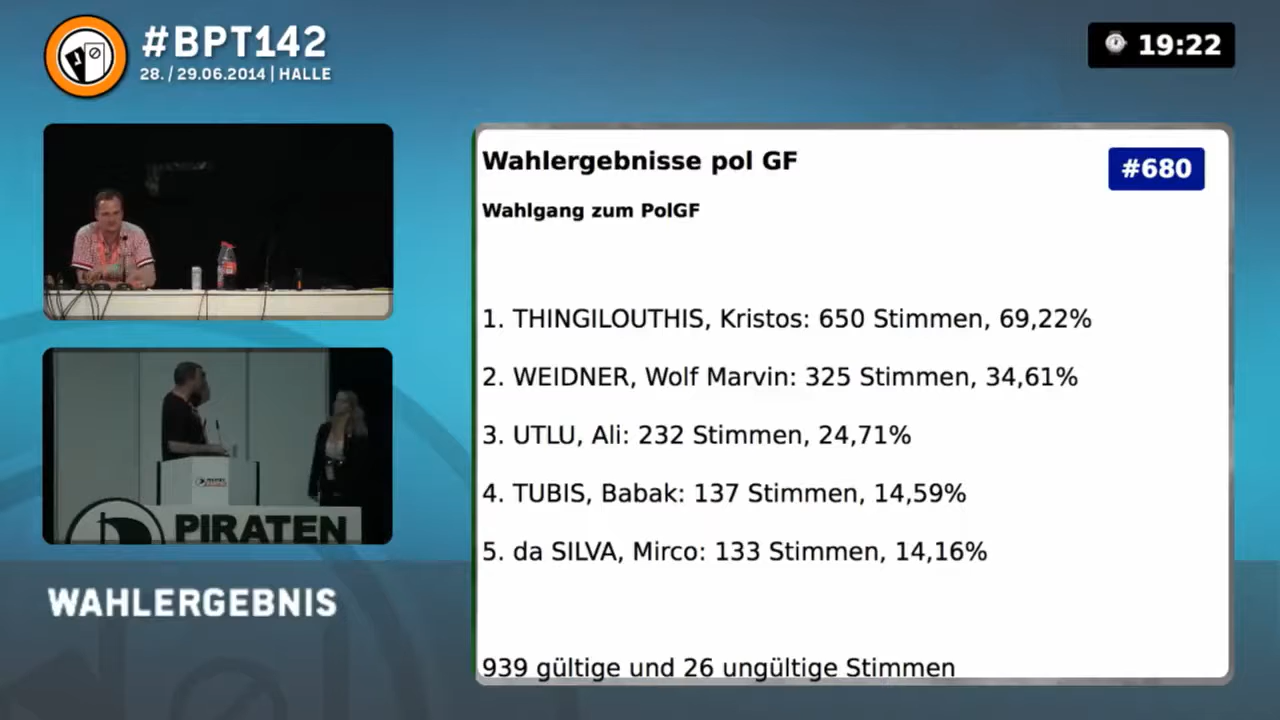 #BPT142
28. / 29.06.2014 | HALLE
19:22
Wahlergebnisse pol GF
#680
Wahlgang zum PolGF
1. THINGILOUTHIS, Kristos: 650 Stimmen, 69,22%
2. WEIDNER, Wolf Marvin: 325 Stimmen, 34,61%
3. UTLU, Ali: 232 Stimmen, 24,71%
4. TUBIS, Babak: 137 Stimmen, 14,59%
5. da SILVA, Mirco: 133 Stimmen, 14,16%
939 gültige und 26 ungültige Stimmen
PIRATEN
WAHLERGEBNIS